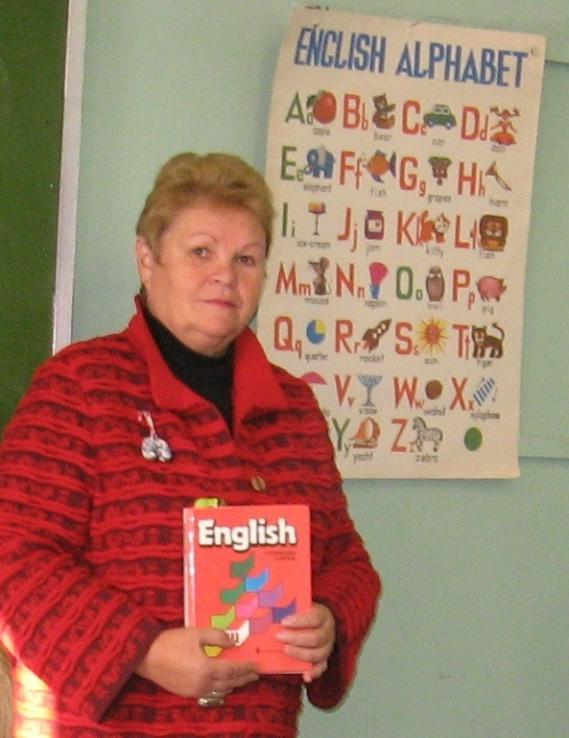 ENGLISH ALPHABET
Aa Bb Cc Dd
apple bear car doll
Ee Ff Gg Hh
elephant fish grapes horn
Ii Jj Kk Ll
ice-cream jam kitty lion
Mm Nn Oo Pp
mouse napkin owl pig
Qq Rr Ss Tt
quarter rocket sun tiger
Vv Ww Xx
vase walnut xylophone
Yy Zz
yacht zebra
English